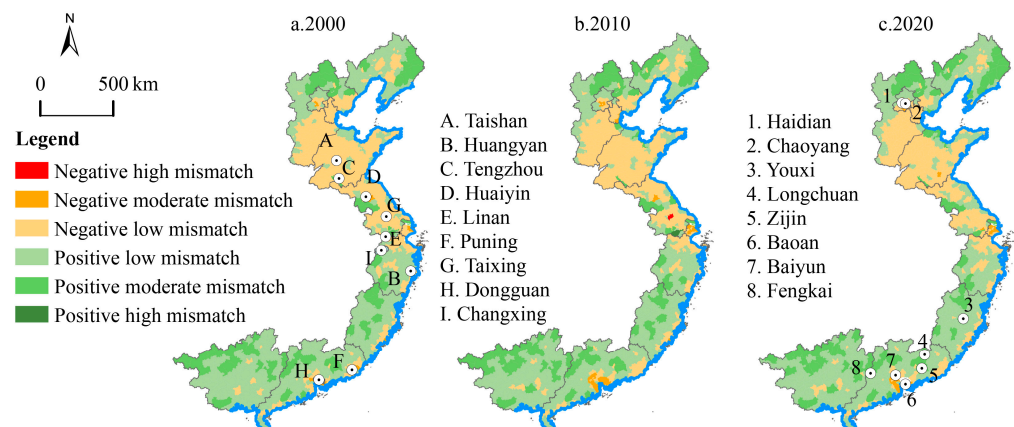 N
0 500 km
Legend
Negative high mismatch
Negative moderate mismatch
Negative low mismatch
Positive low mismatch
Positive moderate mismatch
Positive high mismatch
a.2000
A
C
D
G
E
I
B
F
H
A. Taishan
B. Huangyan
C. Tengzhou
D. Huaiyin
E. Linan
F. Puning
G. Taixing
H. Dongguan
I. Changxing
b.2010
c.2020
1
2
3
4
7
8
5
6
1. Haidian
2. Chaoyang
3. Youxi
4. Longchuan
5. Zijin
6. Baoan
7. Baiyun
8. Fengkai